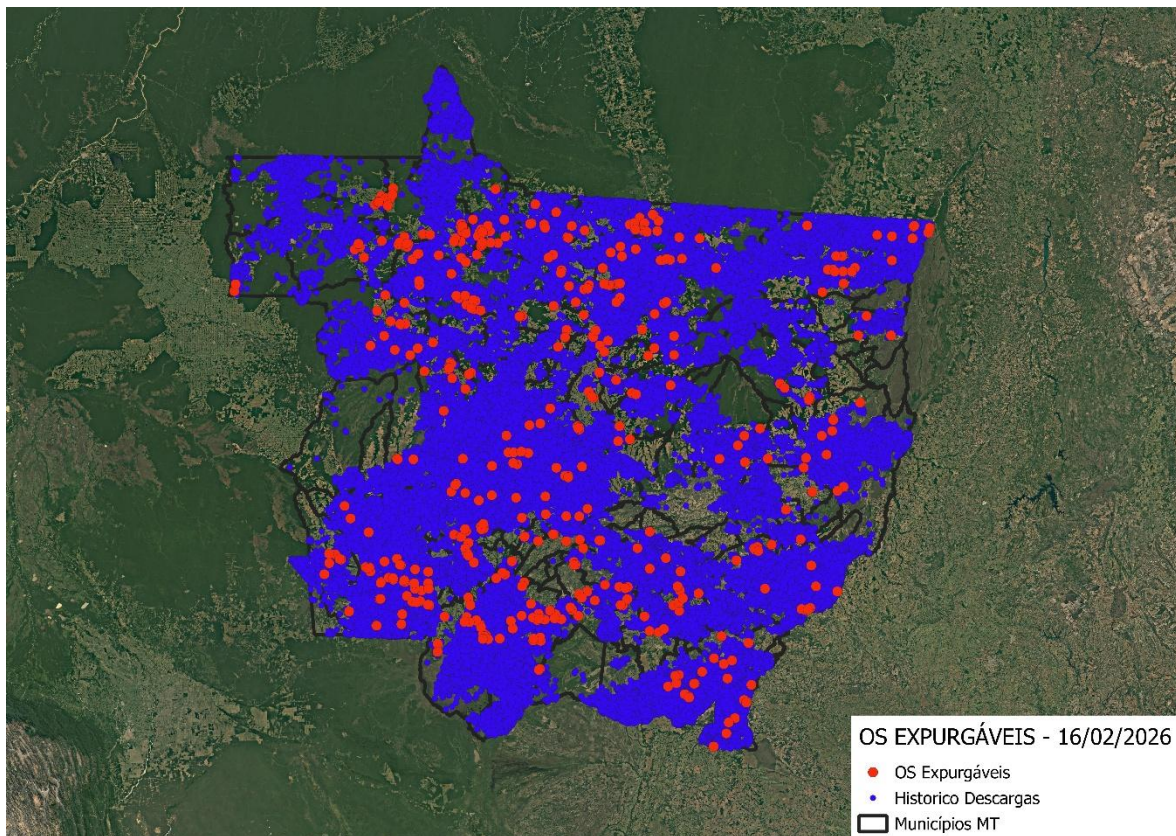 OS EXPURGÁVEIS - 16/02/2026
OS Expurgáveis
Historico Descargas
Municípios MT